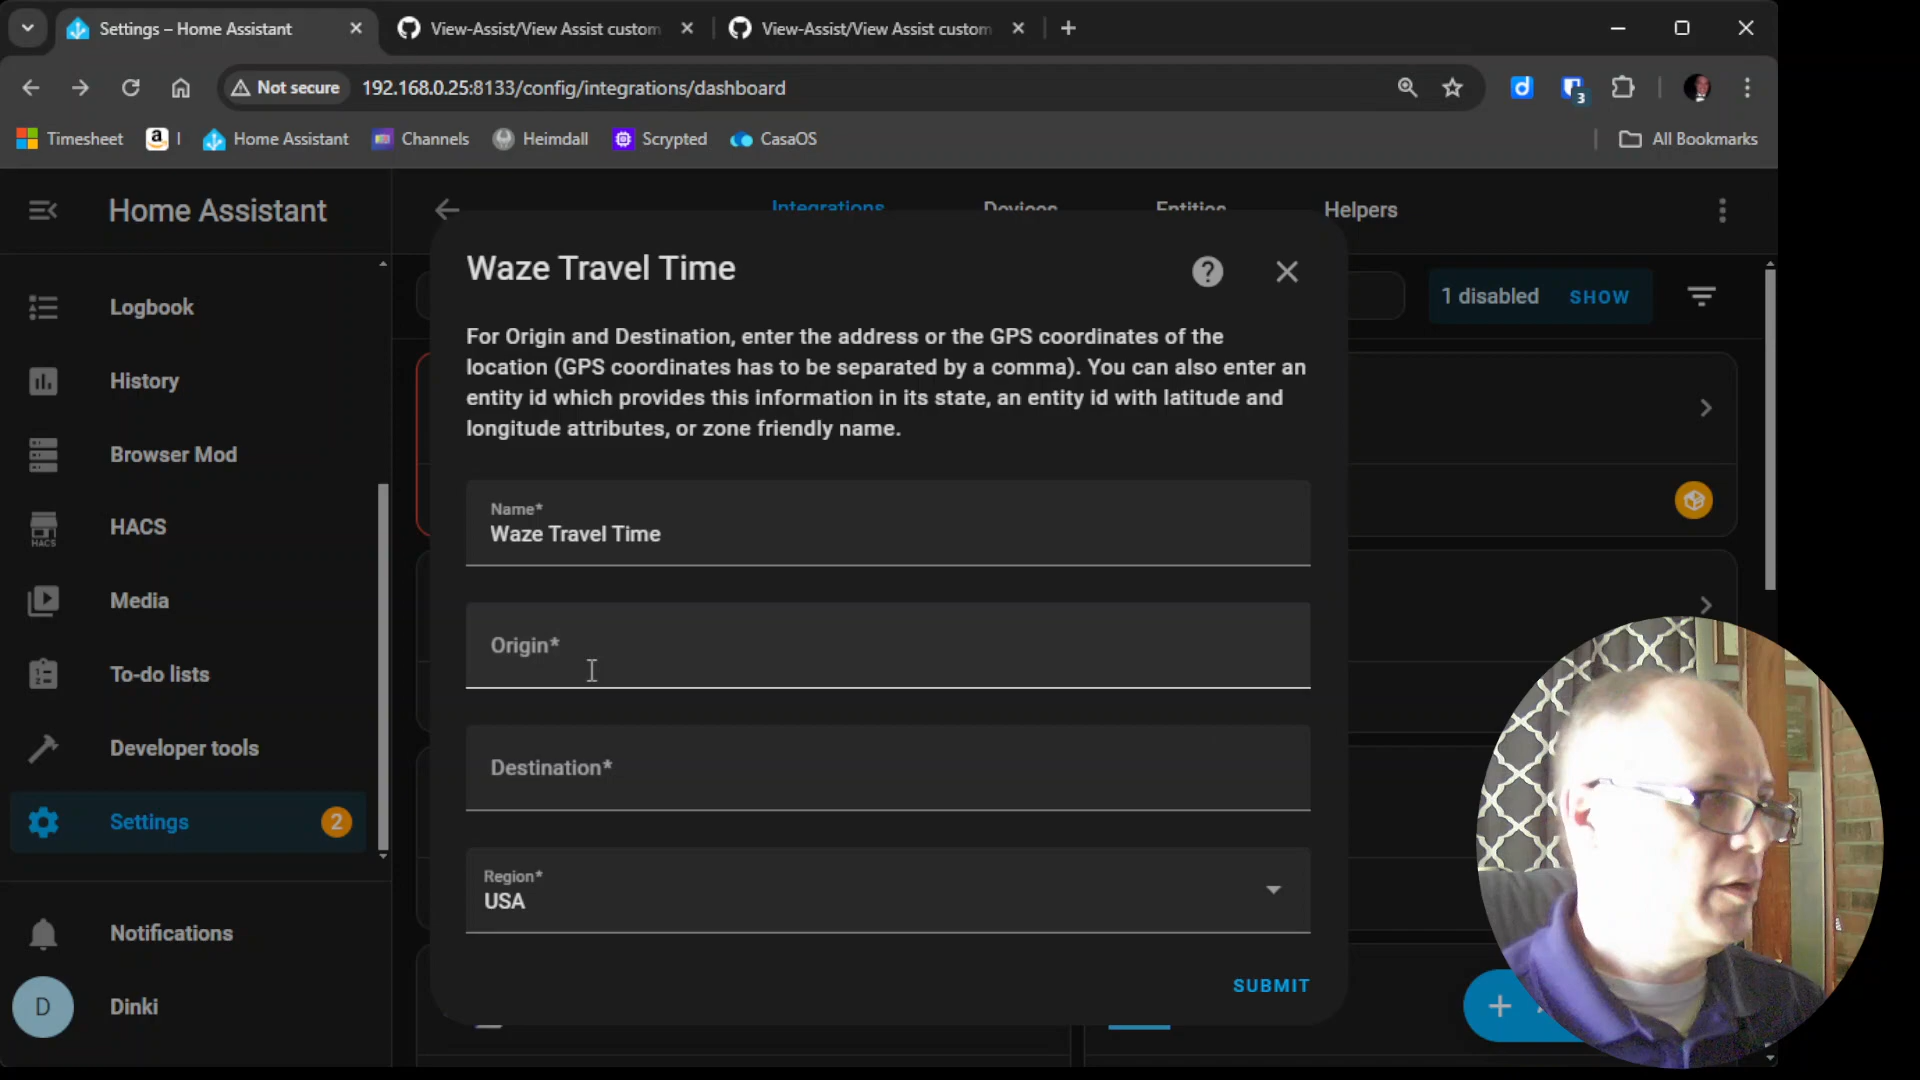 Settings – Home Assistant
View-Assist/View Assist custom
View-Assist/View Assist custom
Not secure
192.168.0.25:8133/config/integrations/dashboard
3
Timesheet
I
Home Assistant
Channels
Heimdall
Scrypted
CasaOS
All Bookmarks
Home Assistant
Integrations
Devices
Entities
Helpers
Logbook
History
Browser Mod
HACS
HACS
Media
To-do lists
Developer tools
Settings
2
Notifications
D
Dinki
1 disabled
SHOW
Waze Travel Time
For Origin and Destination, enter the address or the GPS coordinates of the
location (GPS coordinates has to be separated by a comma). You can also enter an
entity id which provides this information in its state, an entity id with latitude and
longitude attributes, or zone friendly name.
Name*
Waze Travel Time
Origin*
Destination*
Region*
USA
SUBMIT